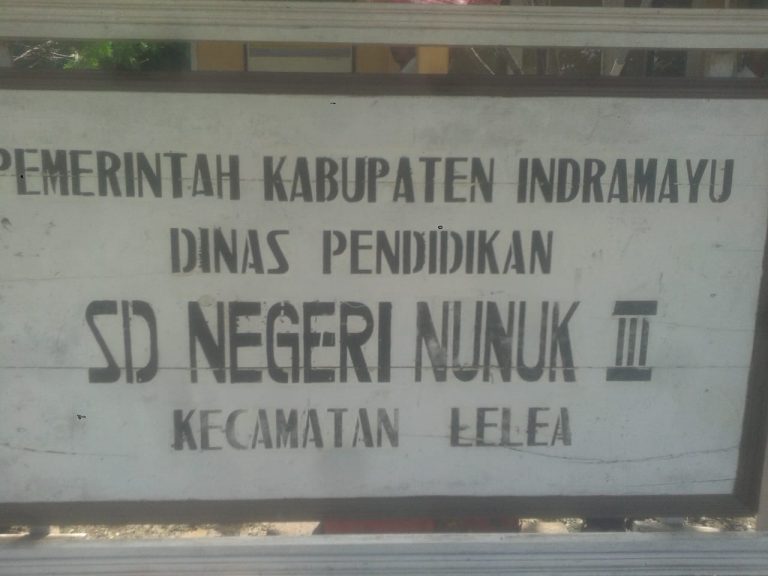 PEMERINTAH KABUPATEN INDRAMAYU
DINAS PENDIDIKAN
SD NEGERI NUNUK III
KECAMATAN LELEA